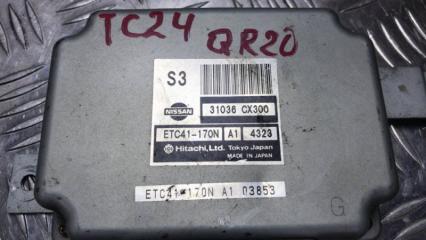 TC24 QR20
S3
NISSAN 31036 CX300
ETC41-170N A1 4323
Hitachi, Ltd. Tokyo Japan
MADE IN JAPAN
ETC41-170N A1 03853
G